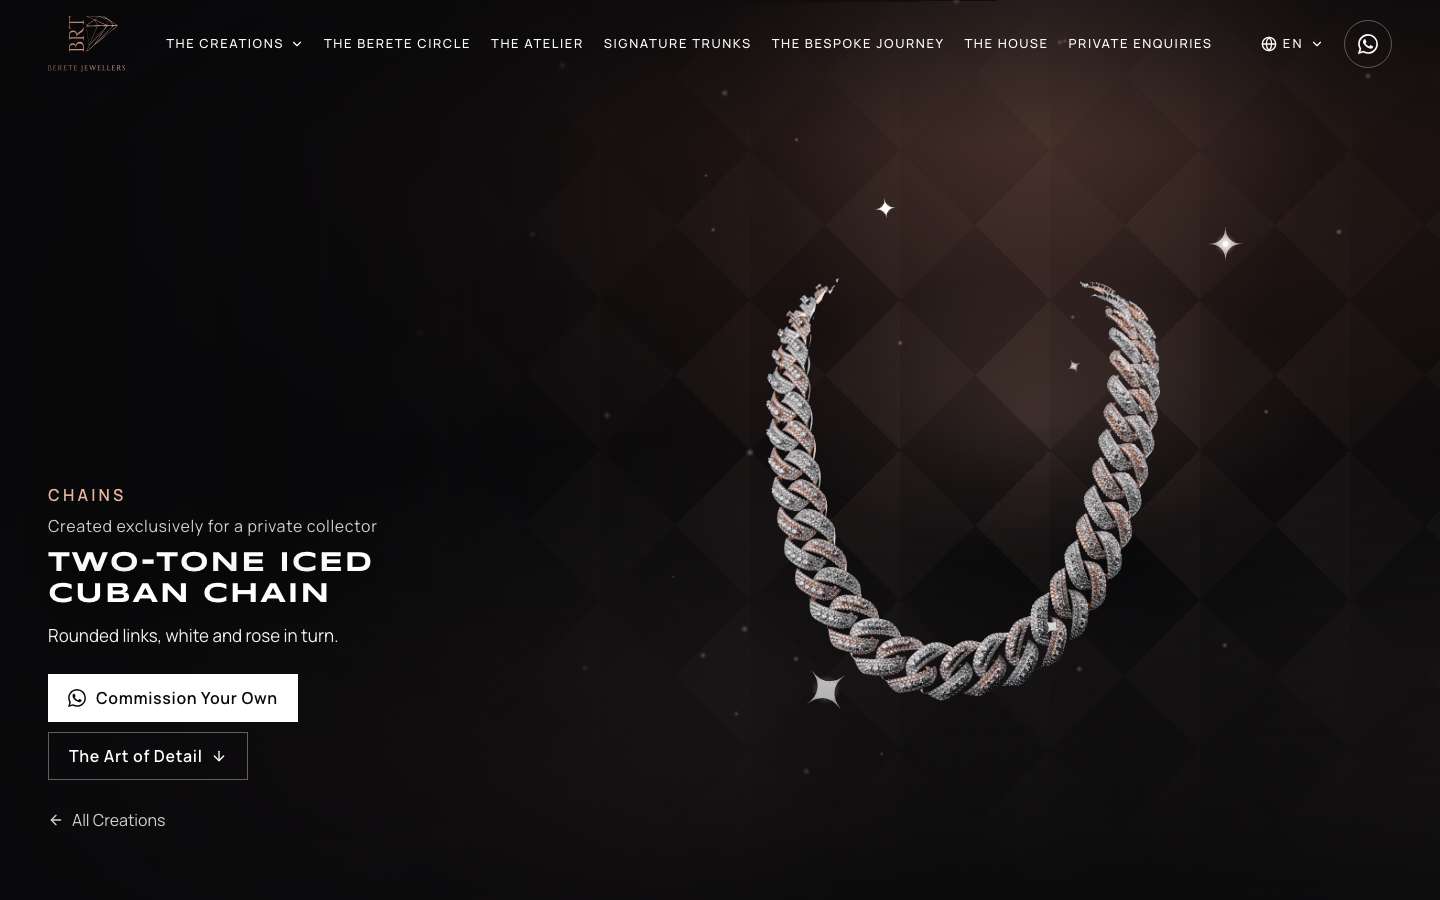 BRT
BERETE JEWELLERS
THE CREATIONS
THE BERETE CIRCLE
THE ATELIER
SIGNATURE TRUNKS
THE BESPOKE JOURNEY
THE HOUSE
PRIVATE ENQUIRIES
EN
CHAINS
Created exclusively for a private collector
TWO-TONE ICED
CUBAN CHAIN
Rounded links, white and rose in turn.
Commission Your Own
The Art of Detail
All Creations